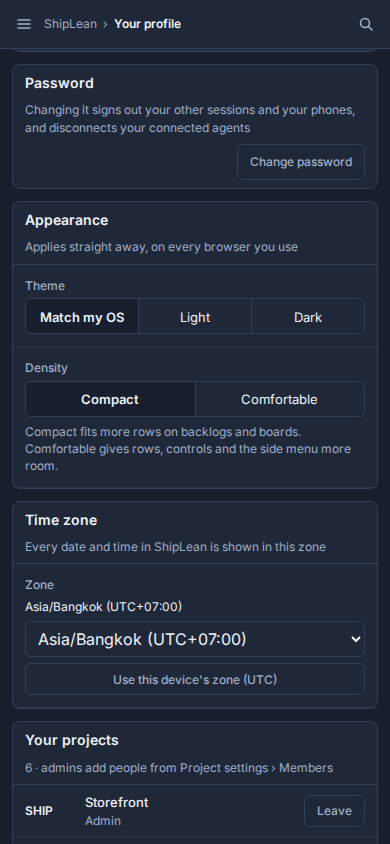 ShipLean › Your profile
Password
Changing it signs out your other sessions and your phones,
and disconnects your connected agents
Change password
Appearance
Applies straight away, on every browser you use
Theme
Match my OS
Light
Dark
Density
Compact
Comfortable
Compact fits more rows on backlogs and boards.
Comfortable gives rows, controls and the side menu more
room.
Time zone
Every date and time in ShipLean is shown in this zone
Zone
Asia/Bangkok (UTC+07:00)
Asia/Bangkok (UTC+07:00)
Use this device's zone (UTC)
Your projects
6 · admins add people from Project settings › Members
SHIP
Storefront
Admin
Leave